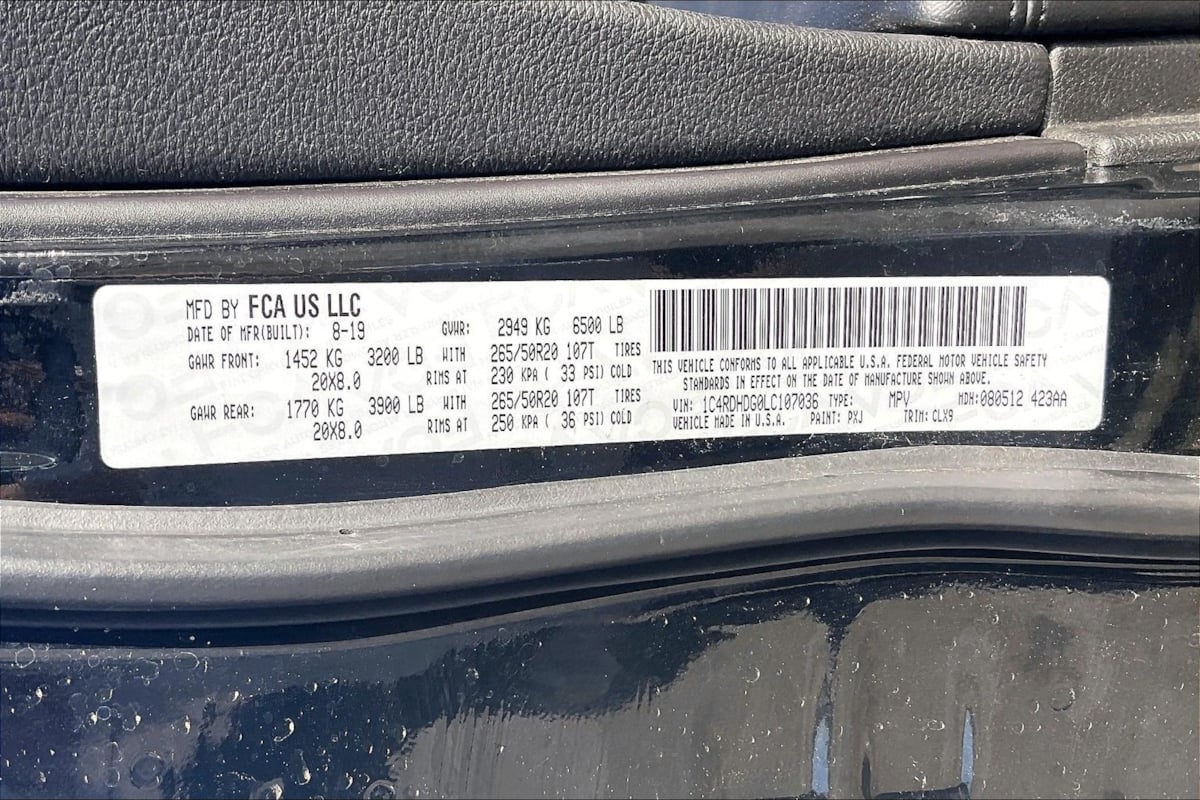 MFD BY FCA US LLC
DATE OF MFR(BUILT): 8-19 GVWR: 2949 KG 6500 LB
GAWR FRONT: 1452 KG 3200 LB WITH 265/50R20 107T TIRES
20X8.0 RIMS AT 230 KPA ( 33 PSI) COLD
GAWR REAR: 1770 KG 3900 LB WITH 265/50R20 107T TIRES
20X8.0 RIMS AT 250 KPA ( 36 PSI) COLD
THIS VEHICLE CONFORMS TO ALL APPLICABLE U.S.A. FEDERAL MOTOR VEHICLE SAFETY
STANDARDS IN EFFECT ON THE DATE OF MANUFACTURE SHOWN ABOVE.
VIN: 1C4RDHDG0LC107036 TYPE: MPV MDH: 080512 423AA
VEHICLE MADE IN U.S.A. PAINT: PXJ TRIM: CLX9